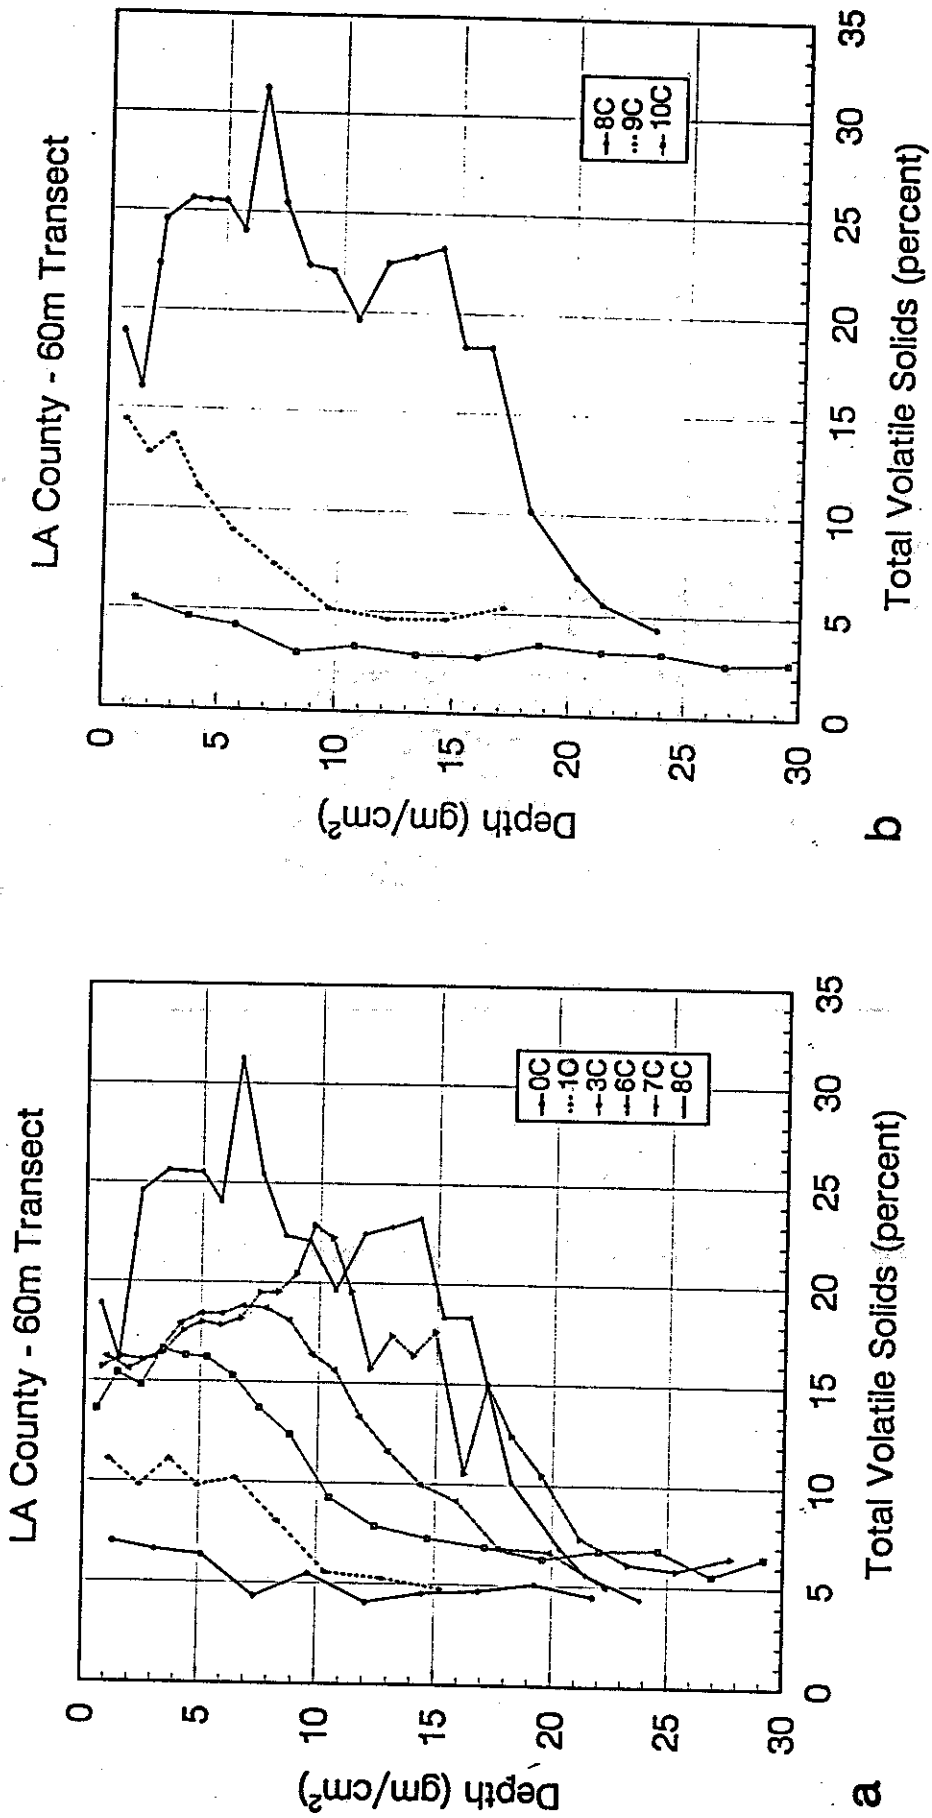 LA County - 60m Transect
0
5
10
15
20
25
30
Depth (gm/cm²)
0
5
10
15
20
25
30
35
Total Volatile Solids (percent)
0C
1C
3C
6C
7C
8C
a
LA County - 60m Transect
0
5
10
15
20
25
30
Depth (gm/cm²)
0
5
10
15
20
25
30
35
Total Volatile Solids (percent)
8C
9C
10C
b